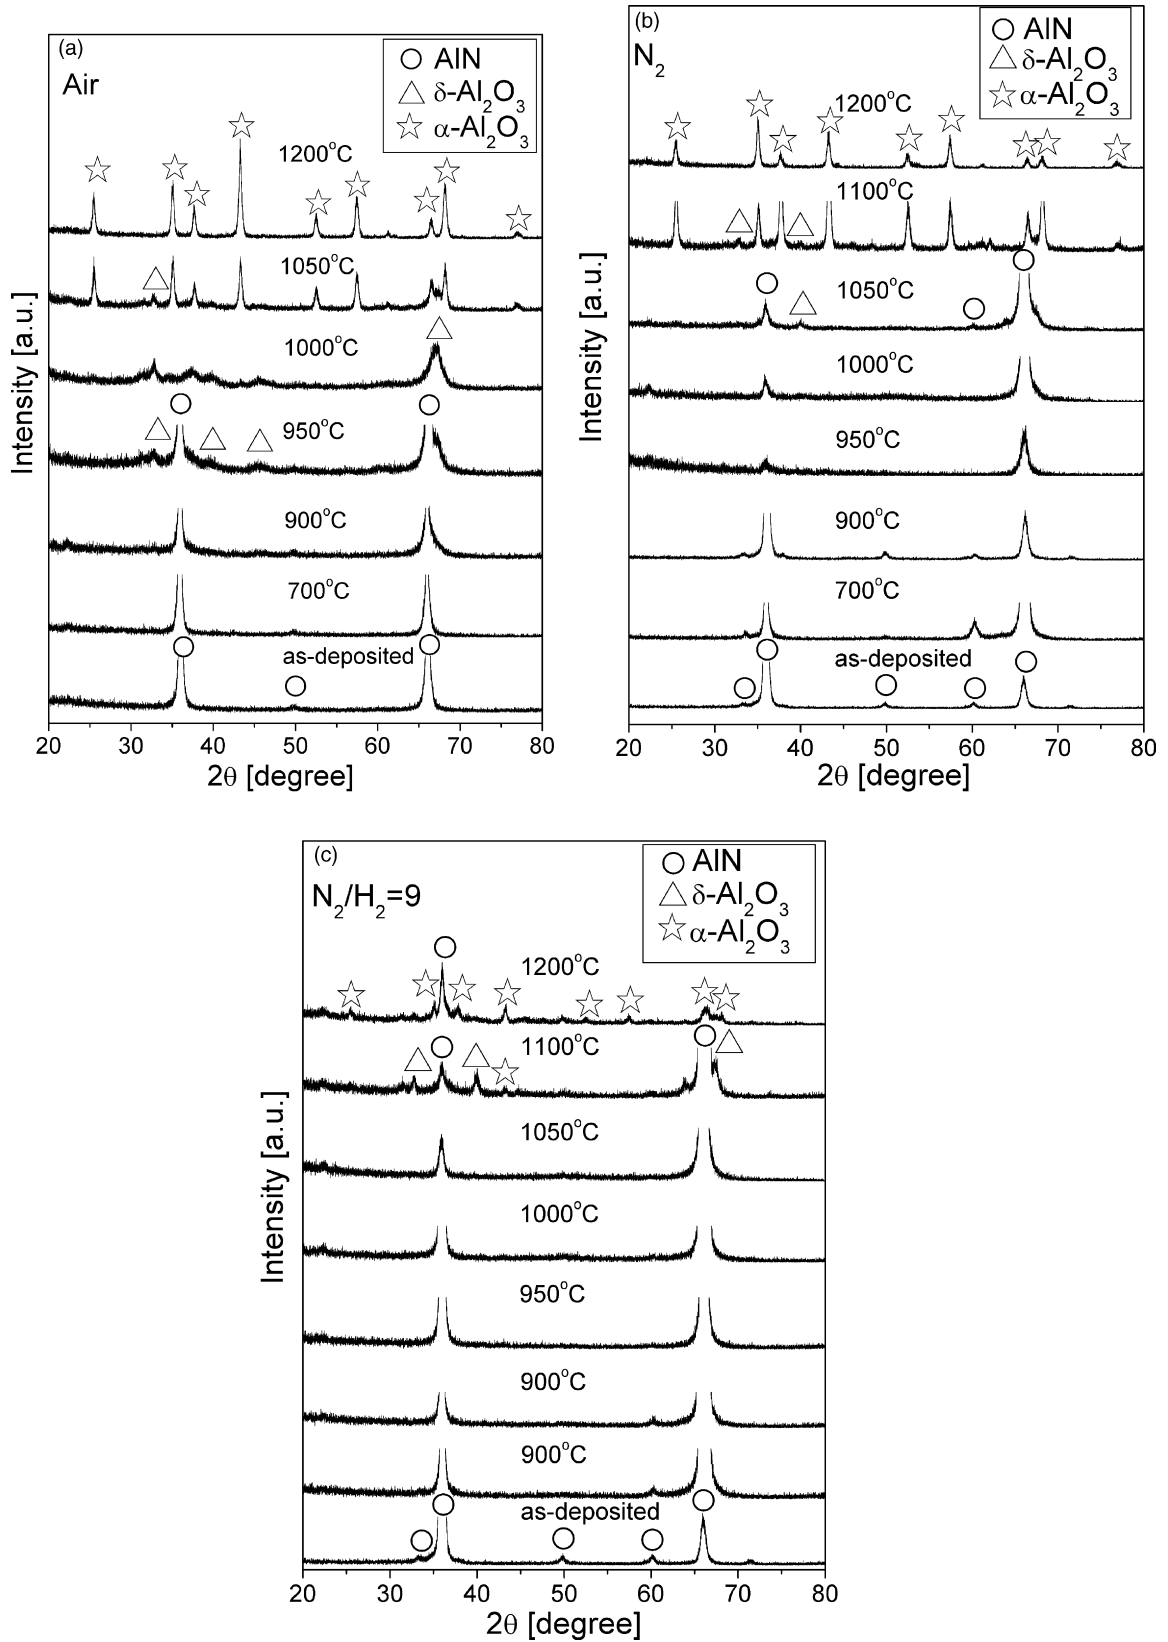 (a)
Air
AlN
δ-Al2O3
α-Al2O3
1200°C
1050°C
1000°C
950°C
900°C
700°C
as-deposited
Intensity [a.u.]
20 30 40 50 60 70 80
2θ [degree]
(b)
N2
AlN
δ-Al2O3
α-Al2O3
1200°C
1100°C
1050°C
1000°C
950°C
900°C
700°C
as-deposited
Intensity [a.u.]
20 30 40 50 60 70 80
2θ [degree]
(c)
N2/H2=9
AlN
δ-Al2O3
α-Al2O3
1200°C
1100°C
1050°C
1000°C
950°C
900°C
900°C
as-deposited
Intensity [a.u.]
20 30 40 50 60 70 80
2θ [degree]